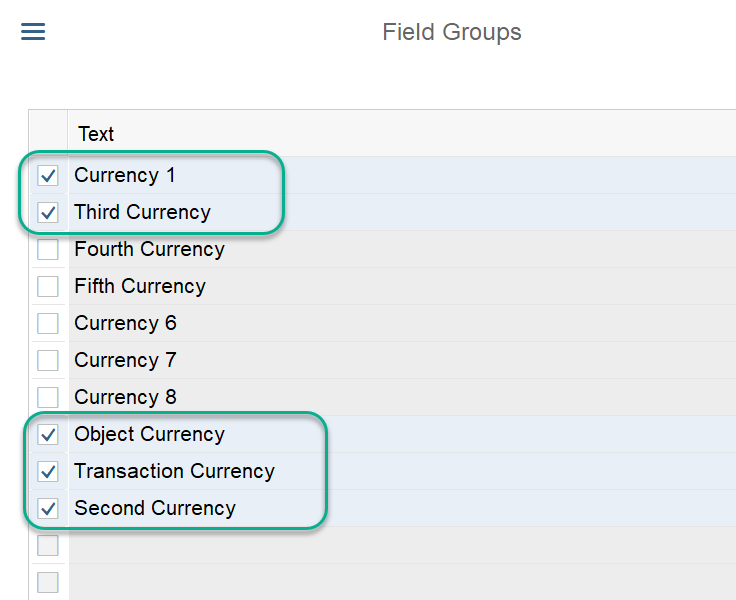 Field Groups
Text
Currency 1
Third Currency
Fourth Currency
Fifth Currency
Currency 6
Currency 7
Currency 8
Object Currency
Transaction Currency
Second Currency